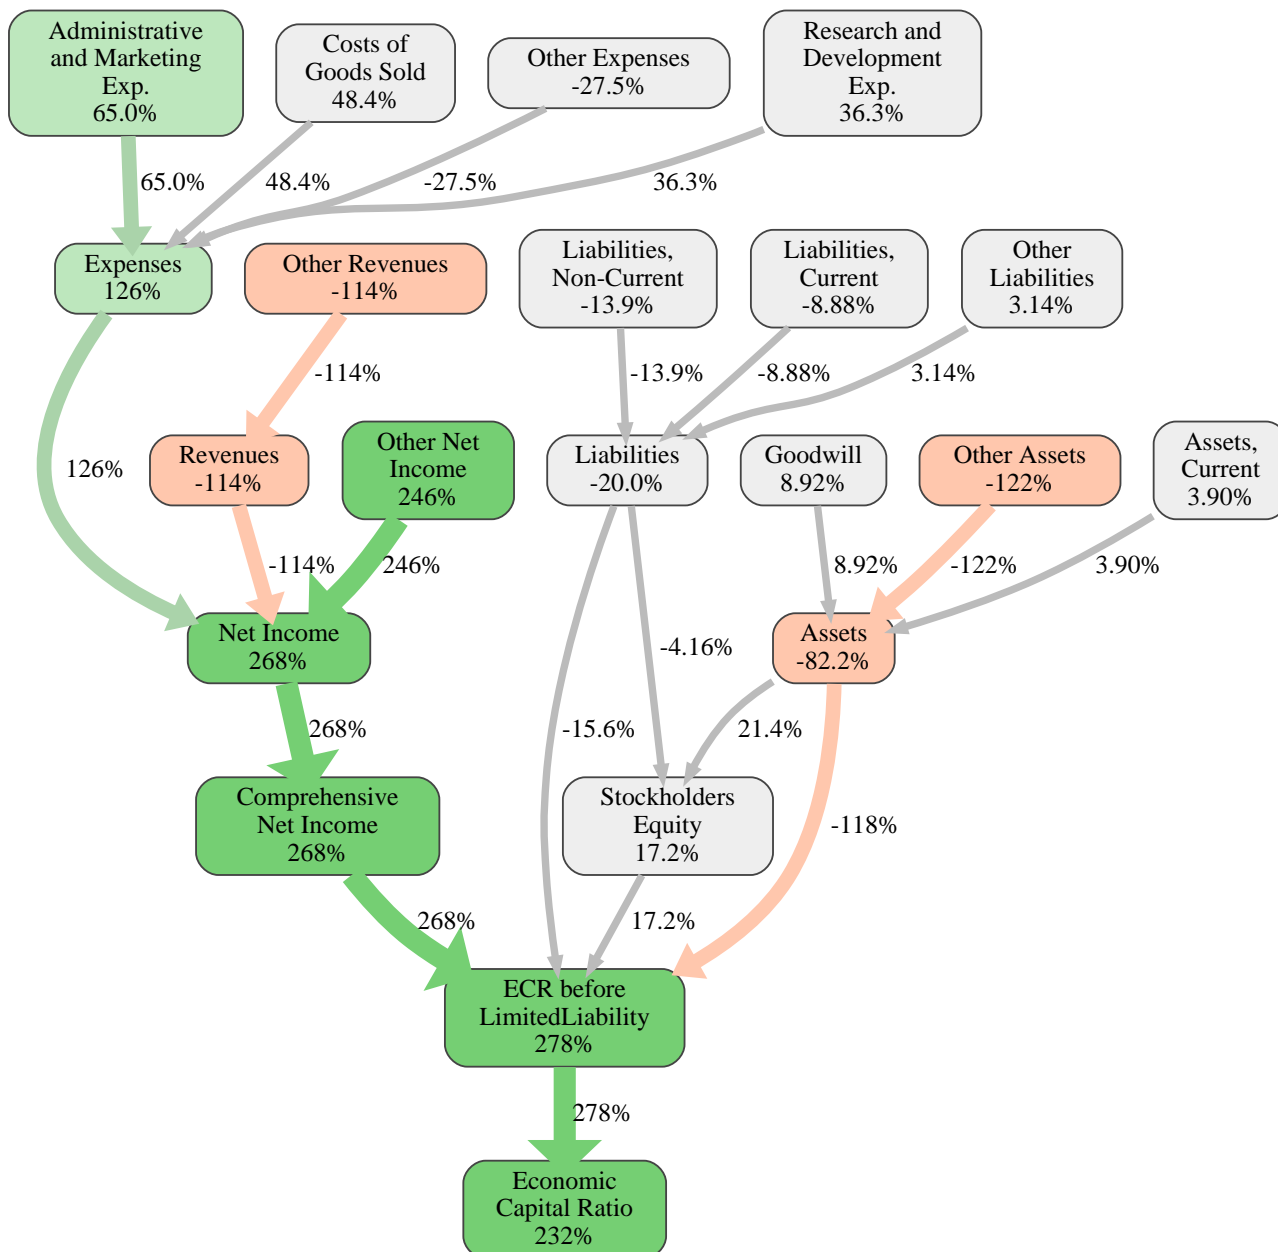 Administrative
and Marketing
Exp.
65.0%
Costs of
Goods Sold
48.4%
Other Expenses
-27.5%
Research and
Development
Exp.
36.3%
65.0%
48.4%
-27.5%
36.3%
Expenses
126%
Other Revenues
-114%
Liabilities,
Non-Current
-13.9%
Liabilities,
Current
-8.88%
Other
Liabilities
3.14%
-114%
-13.9%
-8.88%
3.14%
126%
Revenues
-114%
Other Net
Income
246%
Liabilities
-20.0%
Goodwill
8.92%
Other Assets
-122%
Assets,
Current
3.90%
-114%
246%
8.92%
-122%
3.90%
Net Income
268%
-4.16%
Assets
-82.2%
268%
-15.6%
21.4%
Comprehensive
Net Income
268%
Stockholders
Equity
17.2%
-118%
268%
17.2%
ECR before
LimitedLiability
278%
278%
Economic
Capital Ratio
232%